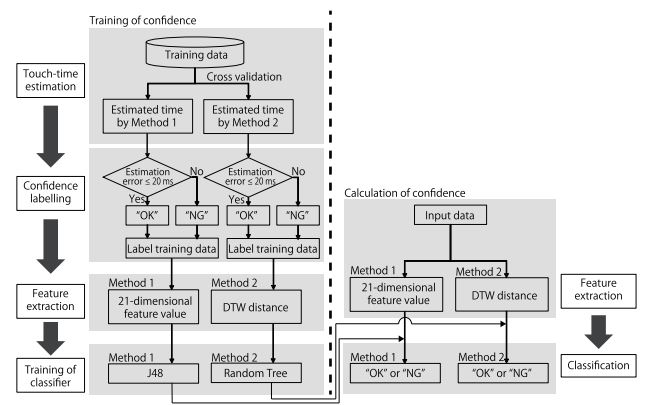 Training of confidence
Training data
Cross validation
Touch-time
estimation
Estimated time
by Method 1
Estimated time
by Method 2
Estimation
error ≤ 20 ms
No
Yes
Estimation
error ≤ 20 ms
No
Yes
Confidence
labelling
"OK"
"NG"
"OK"
"NG"
Label training data
Label training data
Method 1
Method 2
Feature
extraction
21-dimensional
feature value
DTW distance
Method 1
Method 2
Training of
classifier
J48
Random Tree
Calculation of confidence
Input data
Method 1
Method 2
21-dimensional
feature value
DTW distance
Feature
extraction
Method 1
Method 2
"OK" or "NG"
"OK" or "NG"
Classification